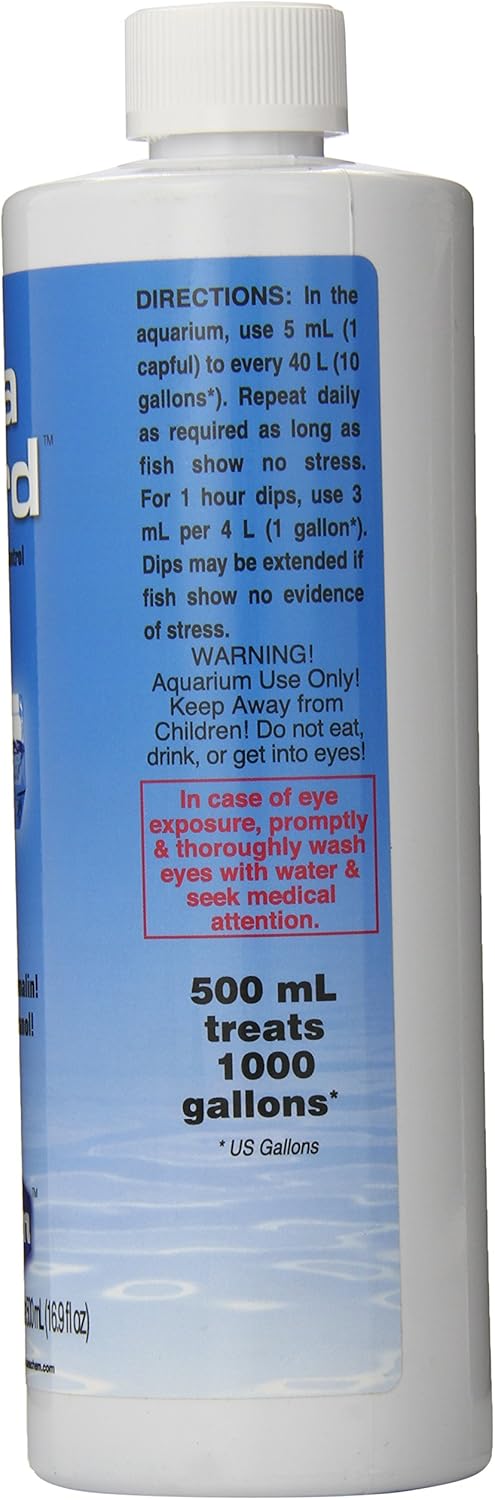 DIRECTIONS: In the
aquarium, use 5 mL (1
capful) to every 40 L (10
gallons*). Repeat daily
as required as long as
fish show no stress.
For 1 hour dips, use 3
mL per 4 L (1 gallon*).
Dips may be extended if
fish show no evidence
of stress.
WARNING!
Aquarium Use Only!
Keep Away from
Children! Do not eat,
drink, or get into eyes!
In case of eye
exposure, promptly
& thoroughly wash
eyes with water &
seek medical
attention.
500 mL
treats
1000
gallons*
* US Gallons
(16.9 fl oz)